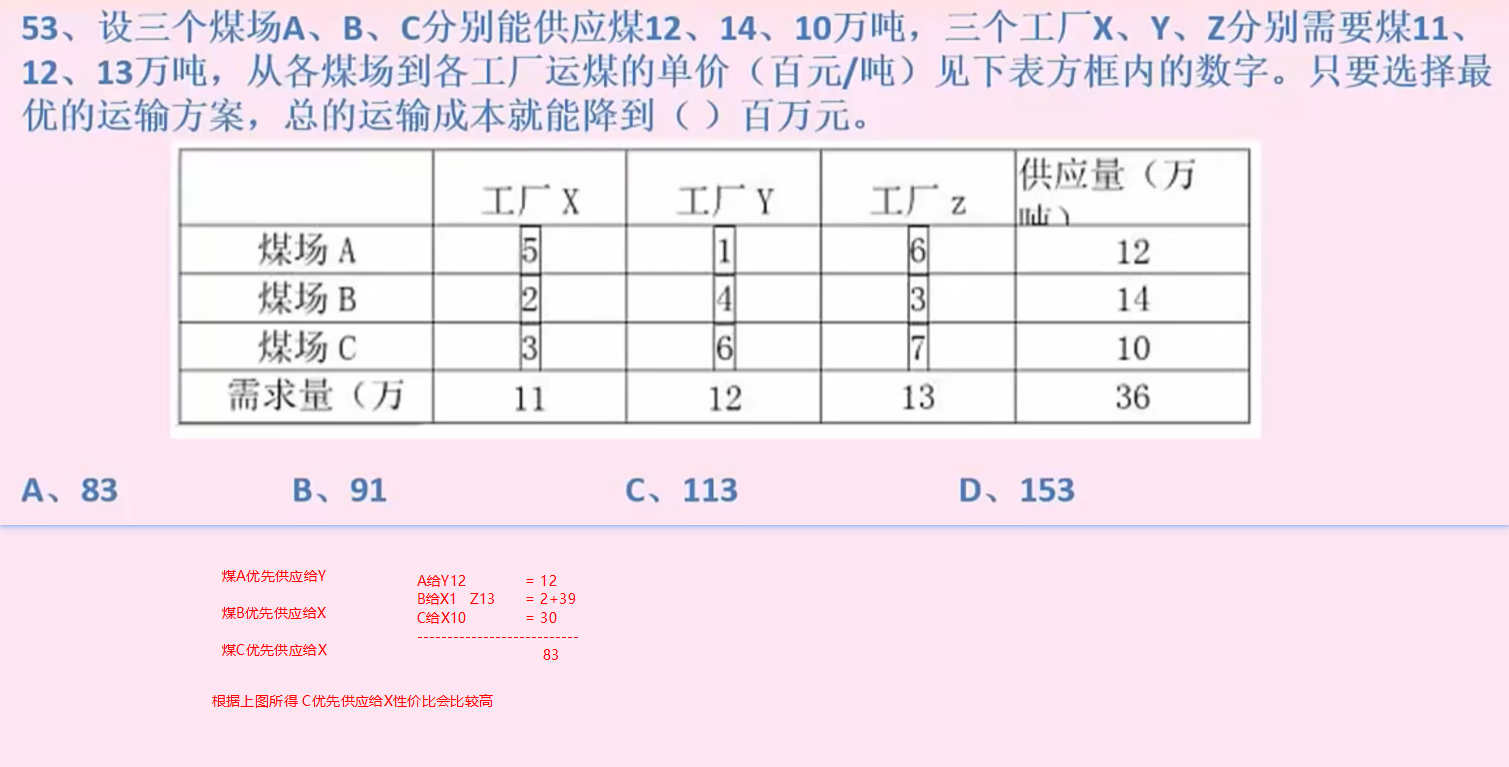 53、设三个煤场A、B、C分别能供应煤12、14、10万吨，三个工厂X、Y、Z分别需要煤11、
12、13万吨，从各煤场到各工厂运煤的单价（百元/吨）见下表方框内的数字。只要选择最
优的运输方案，总的运输成本就能降到（ ）百万元。
工厂 X 工厂 Y 工厂 z 供应量（万
吨）
煤场 A 5 1 6 12
煤场 B 2 4 3 14
煤场 C 3 6 7 10
需求量（万 11 12 13 36
A、83 B、91 C、113 D、153
煤A优先供应给Y
煤B优先供应给X
煤C优先供应给X
A给Y12 = 12
B给X1 Z13 = 2+39
C给X10 = 30
---------------------------
83
根据上图所得 C优先供应给X性价比会比较高